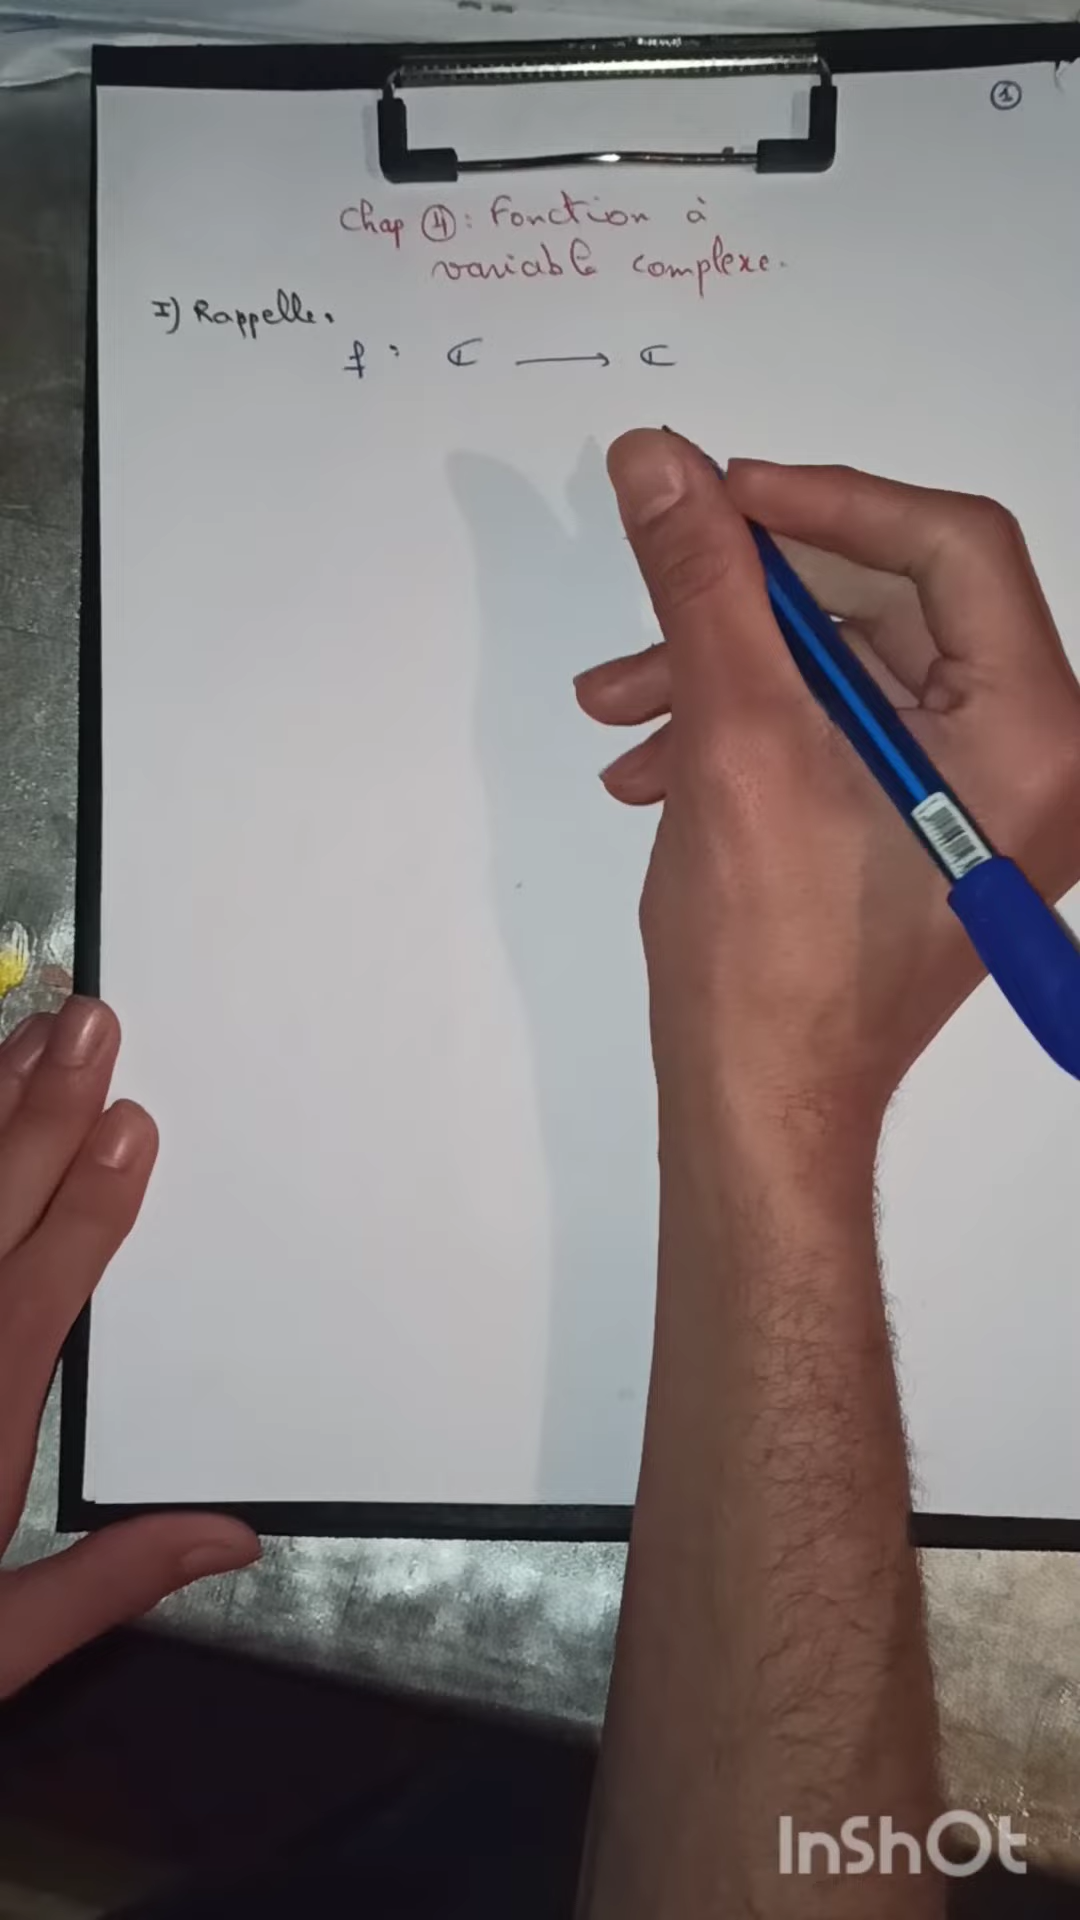 ①
Chap ④: Fonction à
variable complexe.
I) Rappelle.
f: ℂ ⟶ ℂ
InShOt